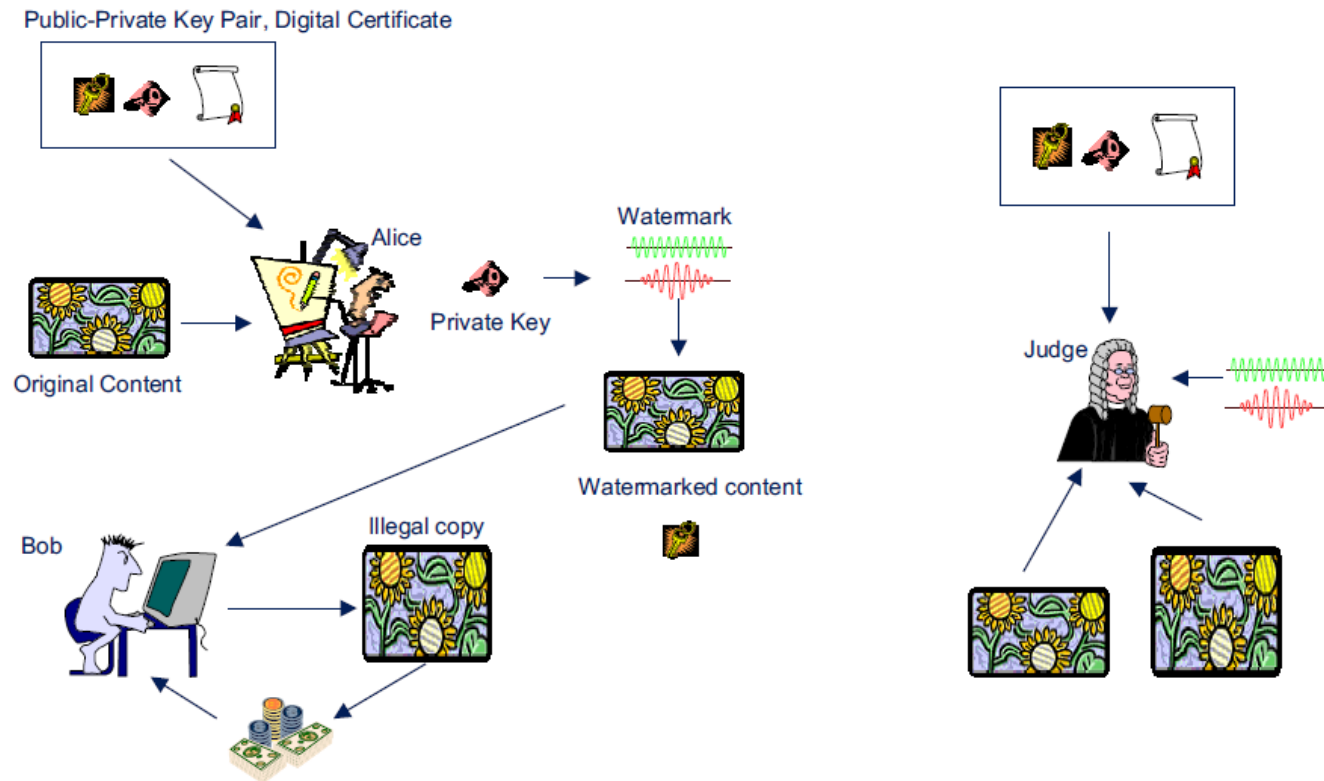 Public-Private Key Pair, Digital Certificate
Alice
Watermark
Private Key
Original Content
Judge
Watermarked content
Illegal copy
Bob